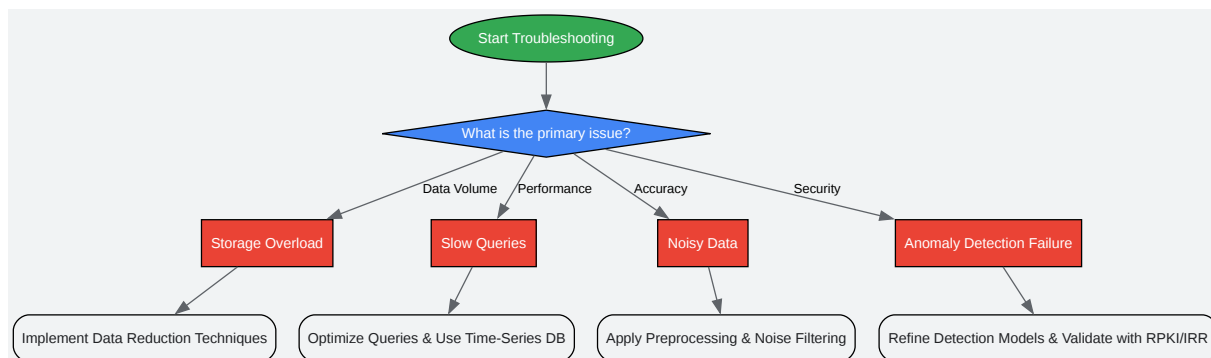 Start Troubleshooting
What is the primary issue?
Data Volume
Performance
Accuracy
Security
Storage Overload
Slow Queries
Noisy Data
Anomaly Detection Failure
Implement Data Reduction Techniques
Optimize Queries & Use Time-Series DB
Apply Preprocessing & Noise Filtering
Refine Detection Models & Validate with RPKI/IRR